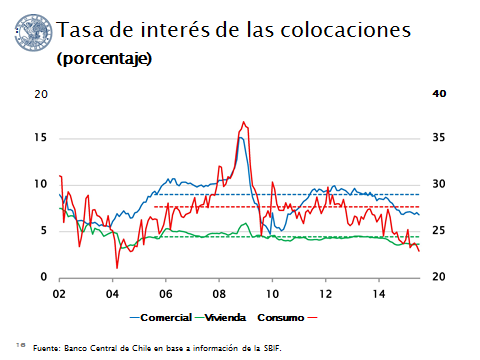 Tasa de interés de las colocaciones
(porcentaje)
20 40
15 35
10 30
5 25
0 20
02 04 06 08 10 12 14
Comercial Vivienda Consumo
16 Fuente: Banco Central de Chile en base a información de la SBIF.